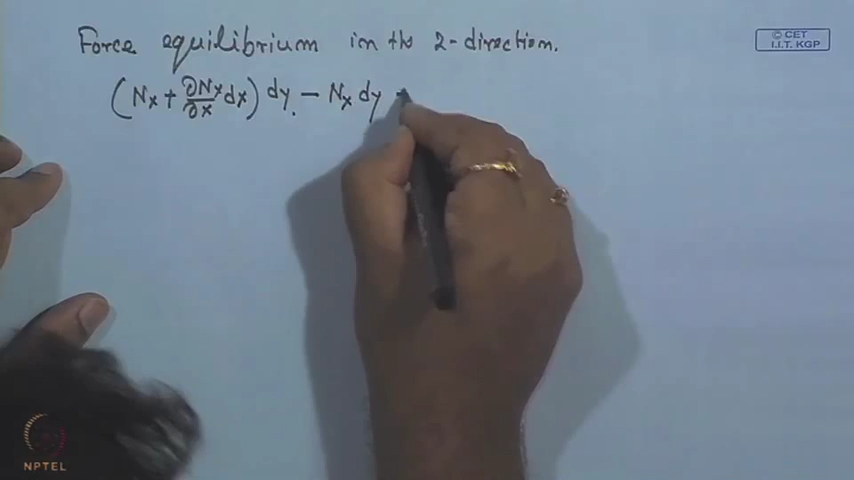 Force equilibrium in the x-direction.
© CET
I.I.T. KGP
(Nx + ∂Nx/∂x dx) dy - Nx dy
NPTEL